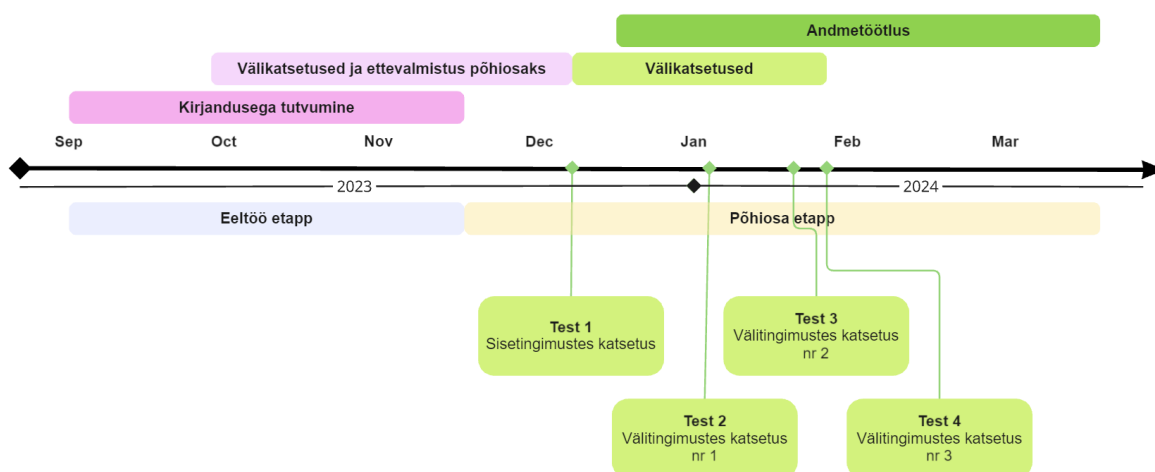 Andmetöötlus
Välikatsetused ja ettevalmistus põhiosaks
Välikatsetused
Kirjandusega tutvumine
Sep
Oct
Nov
Dec
Jan
Feb
Mar
2023
2024
Eeltöö etapp
Põhiosa etapp
Test 1
Sisetingimustes katsetus
Test 3
Välitingimustes katsetus
nr 2
Test 2
Välitingimustes katsetus
nr 1
Test 4
Välitingimustes katsetus
nr 3